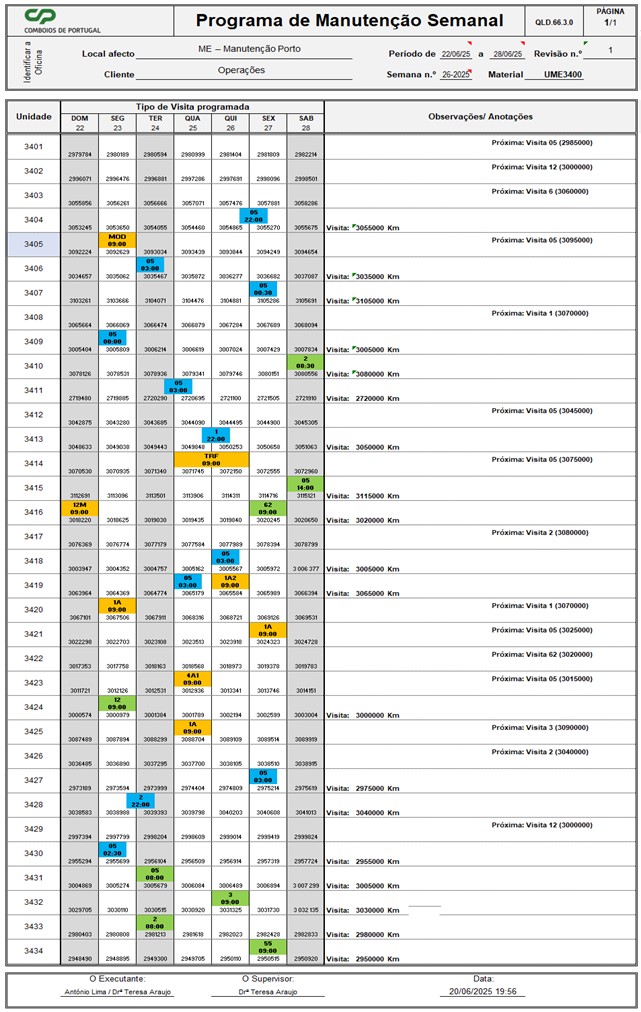 CP
COMBOIOS DE PORTUGAL
Programa de Manutenção Semanal
QLD.66.3.0
PÁGINA
1/1
Identificar a Oficina
Local afecto ME – Manutenção Porto
Período de 22/06/25 a 28/06/25 Revisão n.º 1
Cliente Operações
Semana n.º 26-2025 Material UME3400
Unidade Tipo de Visita programada Observações/ Anotações
DOM SEG TER QUA QUI SEX SAB
22 23 24 25 26 27 28
3401 Próxima: Visita 05 (2985000)
2979784 2980189 2980594 2980999 2981404 2981809 2982214
3402 Próxima: Visita 12 (3000000)
2996071 2996476 2996881 2997286 2997691 2998096 2998501
3403 Próxima: Visita 6 (3060000)
3055856 3056261 3056666 3057071 3057476 3057881 3058286
3404 05 22:00
3053245 3053650 3054055 3054460 3054865 3055270 3055675 Visita: 3055000 Km
3405 MOD 09:00 Próxima: Visita 05 (3095000)
3092224 3092629 3093034 3093439 3093844 3094249 3094654
3406 05 03:00
3034657 3035062 3035467 3035872 3036277 3036682 3037087 Visita: 3035000 Km
3407 05 00:30
3103261 3103666 3104071 3104476 3104881 3105286 3105691 Visita: 3105000 Km
3408 Próxima: Visita 1 (3070000)
3065664 3066069 3066474 3066879 3067284 3067689 3068094
3409 05 00:00
3005404 3005809 3006214 3006619 3007024 3007429 3007834 Visita: 3005000 Km
3410 2 08:30
3078126 3078531 3078936 3079341 3079746 3080151 3080556 Visita: 3080000 Km
3411 05 03:00
2719480 2719885 2720290 2720695 2721100 2721505 2721910 Visita: 2720000 Km
3412 Próxima: Visita 05 (3045000)
3042875 3043280 3043685 3044090 3044495 3044900 3045305
3413 1 22:00
3048633 3049038 3049443 3049848 3050253 3050658 3051063 Visita: 3050000 Km
3414 TRF 09:00 Próxima: Visita 05 (3075000)
3070530 3070935 3071340 3071745 3072150 3072555 3072960
3415 05 14:00
3112691 3113096 3113501 3113906 3114311 3114716 3115121 Visita: 3115000 Km
3416 12M 09:00 62 09:00
3018220 3018625 3019030 3019435 3019840 3020245 3020650 Visita: 3020000 Km
3417 Próxima: Visita 2 (3080000)
3076369 3076774 3077179 3077584 3077989 3078394 3078799
3418 05 03:00
3003947 3004352 3004757 3005162 3005567 3005972 3 006 377 Visita: 3005000 Km
3419 05 03:00 1A2 09:00
3063964 3064369 3064774 3065179 3065584 3065989 3066394 Visita: 3065000 Km
3420 1A 09:00 Próxima: Visita 1 (3070000)
3067101 3067506 3067911 3068316 3068721 3069126 3069531
3421 1A 09:00 Próxima: Visita 05 (3025000)
3022298 3022703 3023108 3023513 3023918 3024323 3024728
3422 Próxima: Visita 62 (3020000)
3017353 3017758 3018163 3018568 3018973 3019378 3019783
3423 4A1 09:00 Próxima: Visita 05 (3015000)
3011721 3012126 3012531 3012936 3013341 3013746 3014151
3424 12 09:00
3000574 3000979 3001384 3001789 3002194 3002599 3003004 Visita: 3000000 Km
3425 1A 09:00 Próxima: Visita 3 (3090000)
3087489 3087894 3088299 3088704 3089109 3089514 3089919
3426 Próxima: Visita 2 (3040000)
3036485 3036890 3037295 3037700 3038105 3038510 3038915
3427 05 03:00
2973189 2973594 2973999 2974404 2974809 2975214 2975619 Visita: 2975000 Km
3428 2 22:00
3038583 3038988 3039393 3039798 3040203 3040608 3041013 Visita: 3040000 Km
3429 Próxima: Visita 12 (3000000)
2997394 2997799 2998204 2998609 2999014 2999419 2999824
3430 05 02:30
2955294 2955699 2956104 2956509 2956914 2957319 2957724 Visita: 2955000 Km
3431 05 08:00
3004869 3005274 3005679 3006084 3006489 3006894 3 007 299 Visita: 3005000 Km
3432 3 09:00
3029705 3030110 3030515 3030920 3031325 3031730 3 032 135 Visita: 3030000 Km
3433 2 08:00
2980403 2980808 2981213 2981618 2982023 2982428 2982833 Visita: 2980000 Km
3434 55 09:00
2948490 2948895 2949300 2949705 2950110 2950515 2950920 Visita: 2950000 Km
O Executante: O Supervisor: Data:
António Lima / Drª Teresa Araujo Drª Teresa Araujo 20/06/2025 19:56